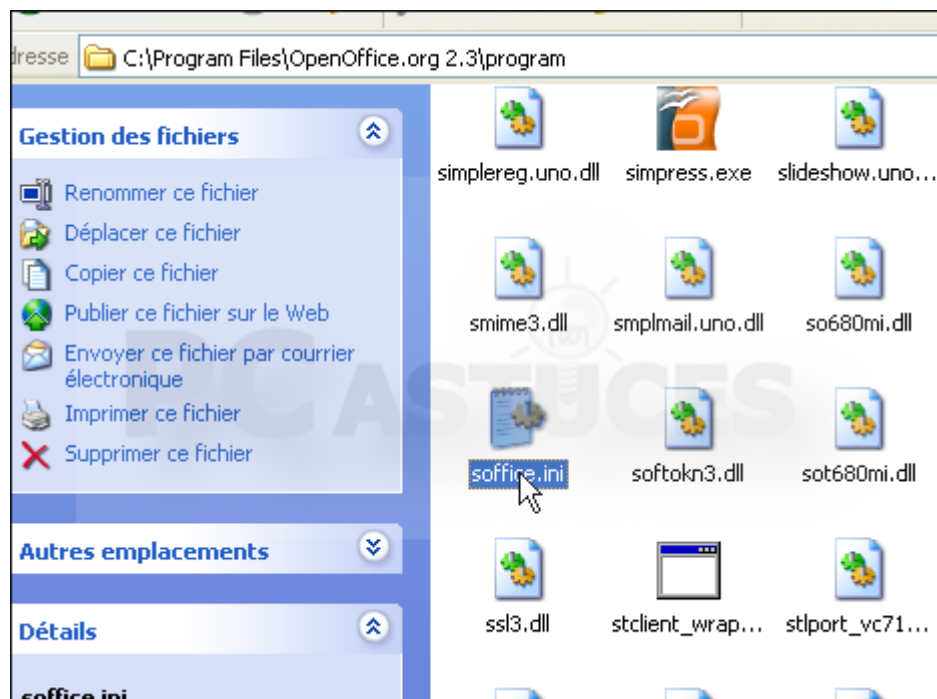 dresse C:\Program Files\OpenOffice.org 2.3\program
Gestion des fichiers
Renommer ce fichier
Déplacer ce fichier
Copier ce fichier
Publier ce fichier sur le Web
Envoyer ce fichier par courrier
électronique
Imprimer ce fichier
Supprimer ce fichier
Autres emplacements
Détails
soffice.ini
simplereg.uno.dll simpress.exe slideshow.uno...
smime3.dll smplmail.uno.dll so680mi.dll
soffice.ini softokn3.dll sot680mi.dll
ssl3.dll stclient_wrap... stlport_vc71...
PC ASTUCES